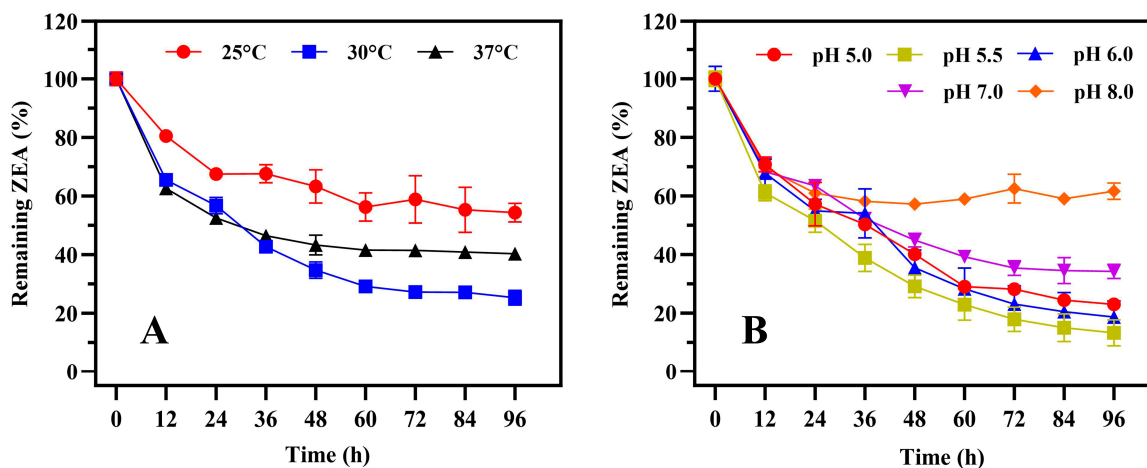 120
100
80
60
40
20
0
Remaining ZEA (%)
25°C 30°C 37°C
A
0 12 24 36 48 60 72 84 96
Time (h)
120
100
80
60
40
20
0
Remaining ZEA (%)
pH 5.0 pH 5.5 pH 6.0
pH 7.0 pH 8.0
B
0 12 24 36 48 60 72 84 96
Time (h)